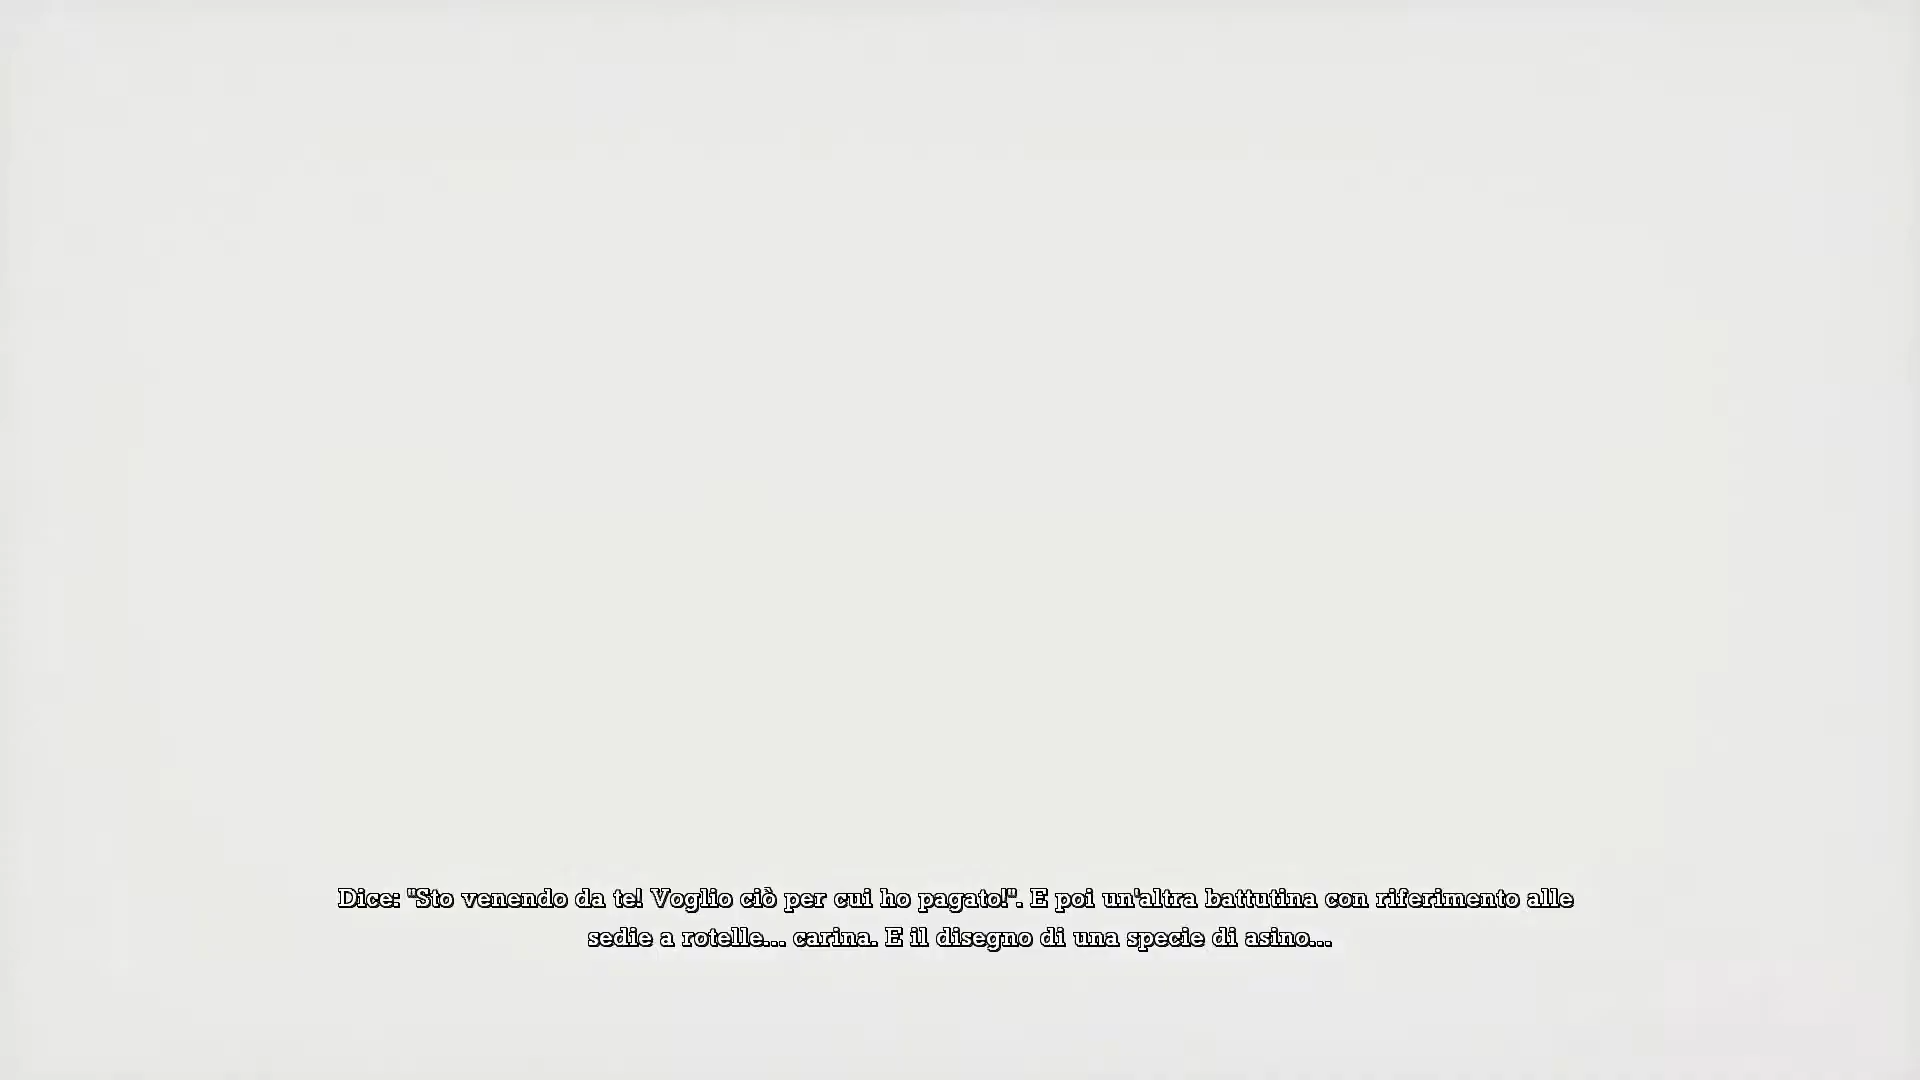 Dice: "Sto venendo da te! Voglio ciò per cui ho pagato!". E poi un'altra battutina con riferimento alle
sedie a rotelle... carina. E il disegno di una specie di asino...